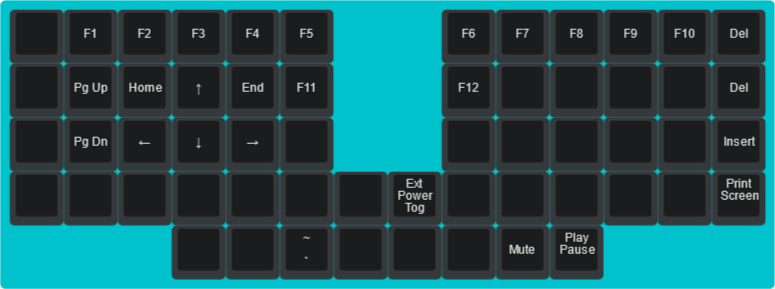 F1 F2 F3 F4 F5 F6 F7 F8 F9 F10 Del
Pg Up Home ↑ End F11 F12 Del
Pg Dn ← ↓ → Insert
Ext
Power
Tog
Print
Screen
~
`
Mute
Play
Pause